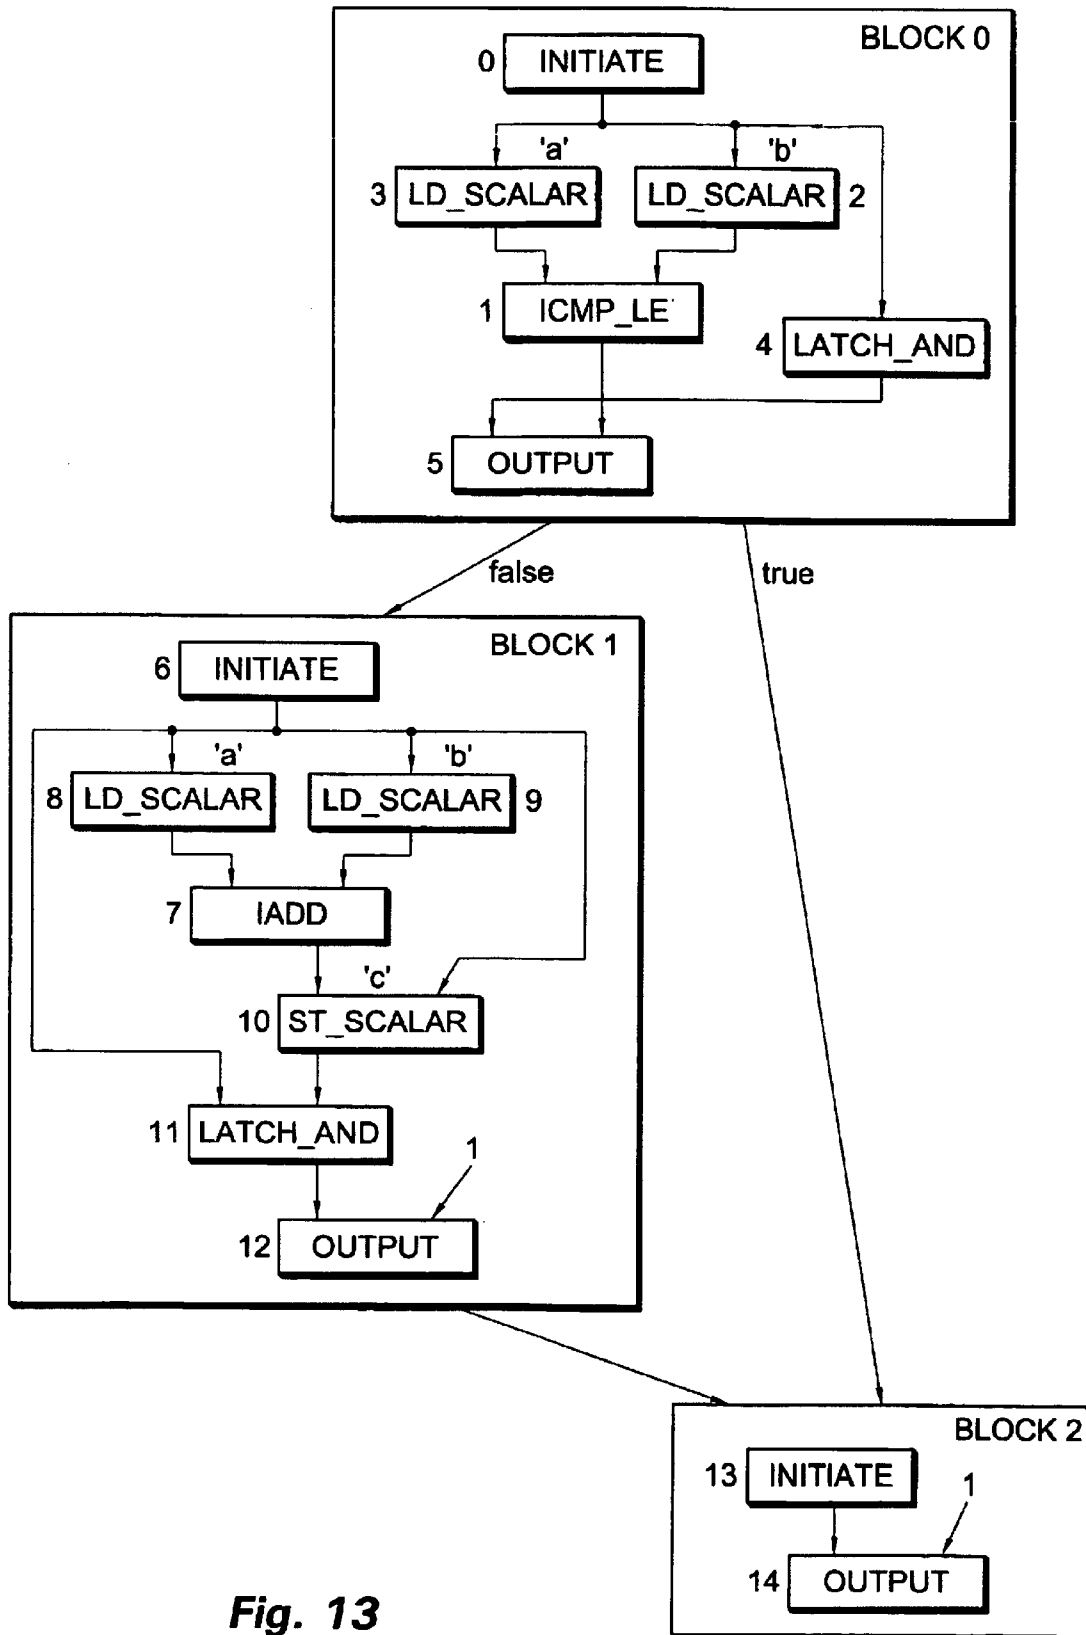 BLOCK 0
0 INITIATE
'a' 'b'
3 LD_SCALAR LD_SCALAR 2
1 ICMP_LE
4 LATCH_AND
5 OUTPUT
false true
BLOCK 1
6 INITIATE
'a' 'b'
8 LD_SCALAR LD_SCALAR 9
7 IADD
'c'
10 ST_SCALAR
11 LATCH_AND
1
12 OUTPUT
BLOCK 2
13 INITIATE 1
14 OUTPUT
Fig. 13